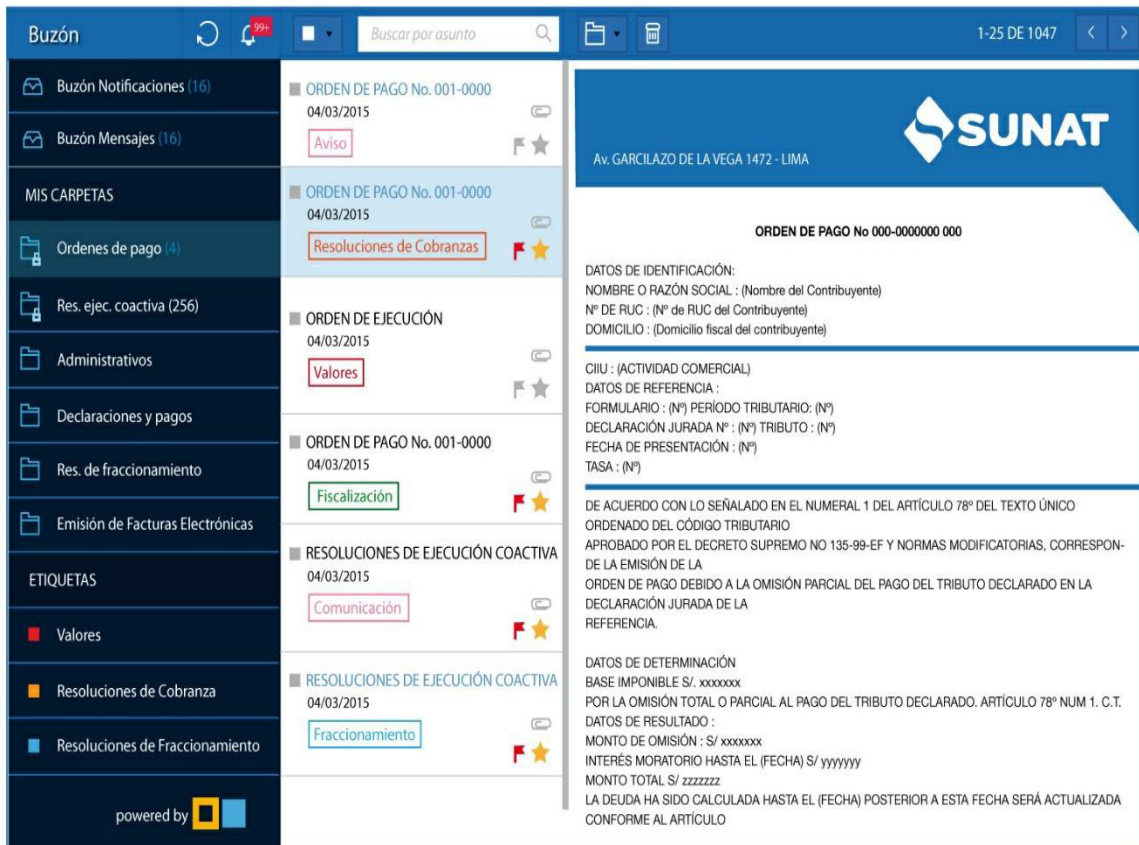 Buzón
99+
Buscar por asunto
1-25 DE 1047
Buzón Notificaciones (16)
Buzón Mensajes (16)
MIS CARPETAS
Ordenes de pago (4)
Res. ejec. coactiva (256)
Administrativos
Declaraciones y pagos
Res. de fraccionamiento
Emisión de Facturas Electrónicas
ETIQUETAS
Valores
Resoluciones de Cobranza
Resoluciones de Fraccionamiento
powered by
ORDEN DE PAGO No. 001-0000
04/03/2015
Aviso
ORDEN DE PAGO No. 001-0000
04/03/2015
Resoluciones de Cobranzas
ORDEN DE EJECUCIÓN
04/03/2015
Valores
ORDEN DE PAGO No. 001-0000
04/03/2015
Fiscalización
RESOLUCIONES DE EJECUCIÓN COACTIVA
04/03/2015
Comunicación
RESOLUCIONES DE EJECUCIÓN COACTIVA
04/03/2015
Fraccionamiento
SUNAT
Av. GARCILAZO DE LA VEGA 1472 - LIMA
ORDEN DE PAGO No 000-0000000 000
DATOS DE IDENTIFICACIÓN:
NOMBRE O RAZÓN SOCIAL : (Nombre del Contribuyente)
Nº DE RUC : (Nº de RUC del Contribuyente)
DOMICILIO : (Domicilio fiscal del contribuyente)
CIIU : (ACTIVIDAD COMERCIAL)
DATOS DE REFERENCIA :
FORMULARIO : (Nº) PERÍODO TRIBUTARIO: (Nº)
DECLARACIÓN JURADA Nº : (Nº) TRIBUTO : (Nº)
FECHA DE PRESENTACIÓN : (Nº)
TASA : (Nº)
DE ACUERDO CON LO SEÑALADO EN EL NUMERAL 1 DEL ARTÍCULO 78º DEL TEXTO ÚNICO
ORDENADO DEL CÓDIGO TRIBUTARIO
APROBADO POR EL DECRETO SUPREMO NO 135-99-EF Y NORMAS MODIFICATORIAS, CORRESPON-
DE LA EMISIÓN DE LA
ORDEN DE PAGO DEBIDO A LA OMISIÓN PARCIAL DEL PAGO DEL TRIBUTO DECLARADO EN LA
DECLARACIÓN JURADA DE LA
REFERENCIA.
DATOS DE DETERMINACIÓN
BASE IMPONIBLE S/. xxxxxxx
POR LA OMISIÓN TOTAL O PARCIAL AL PAGO DEL TRIBUTO DECLARADO. ARTÍCULO 78º NUM 1. C.T.
DATOS DE RESULTADO :
MONTO DE OMISIÓN : S/ xxxxxxx
INTERÉS MORATORIO HASTA EL (FECHA) S/ yyyyyyy
MONTO TOTAL S/ zzzzzzz
LA DEUDA HA SIDO CALCULADA HASTA EL (FECHA) POSTERIOR A ESTA FECHA SERÁ ACTUALIZADA
CONFORME AL ARTÍCULO